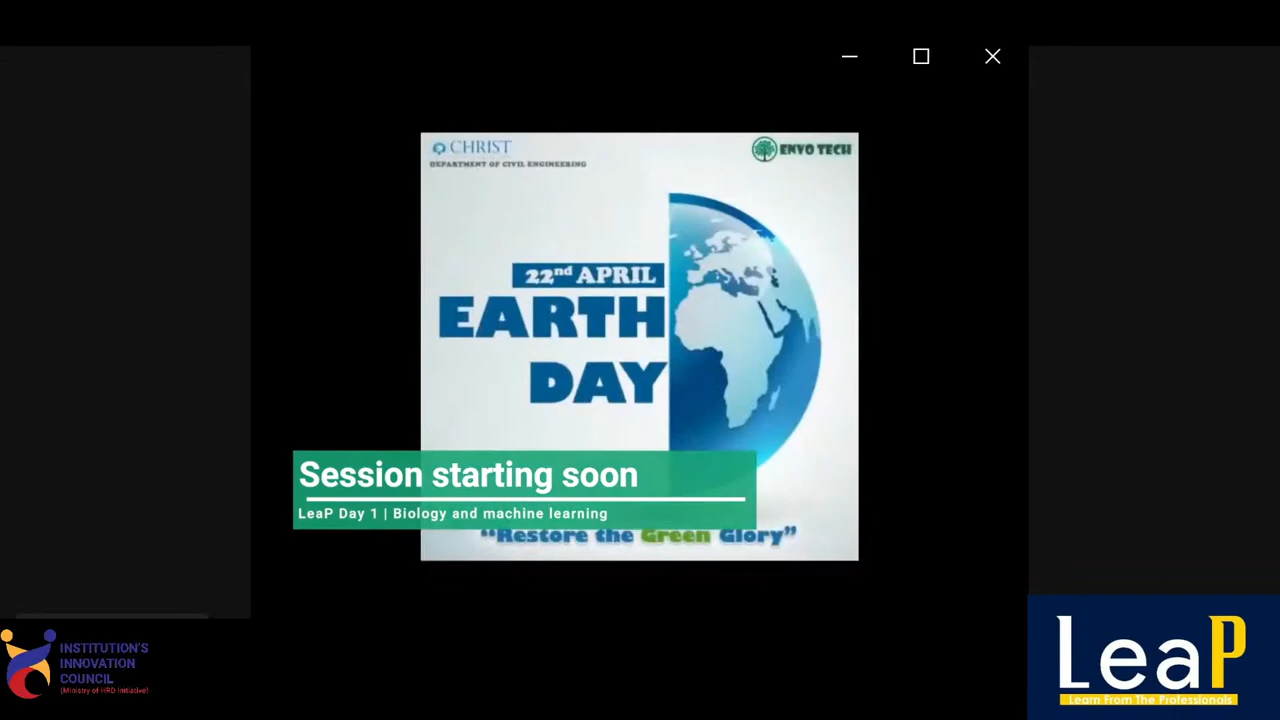 CHRIST
DEPARTMENT OF CIVIL ENGINEERING
ENVO TECH
22nd APRIL
EARTH
DAY
Session starting soon
LeaP Day 1 | Biology and machine learning
“Restore the Green Glory”
INSTITUTION'S
INNOVATION
COUNCIL
(Ministry of HRD Initiative)
LeaP
Learn From The Professionals